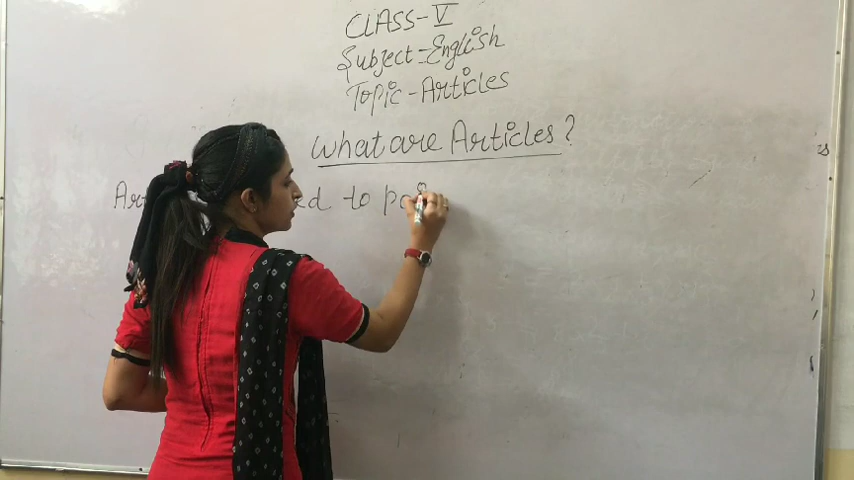 CLASS-V
Subject-English
Topic-Articles
What are Articles?
to